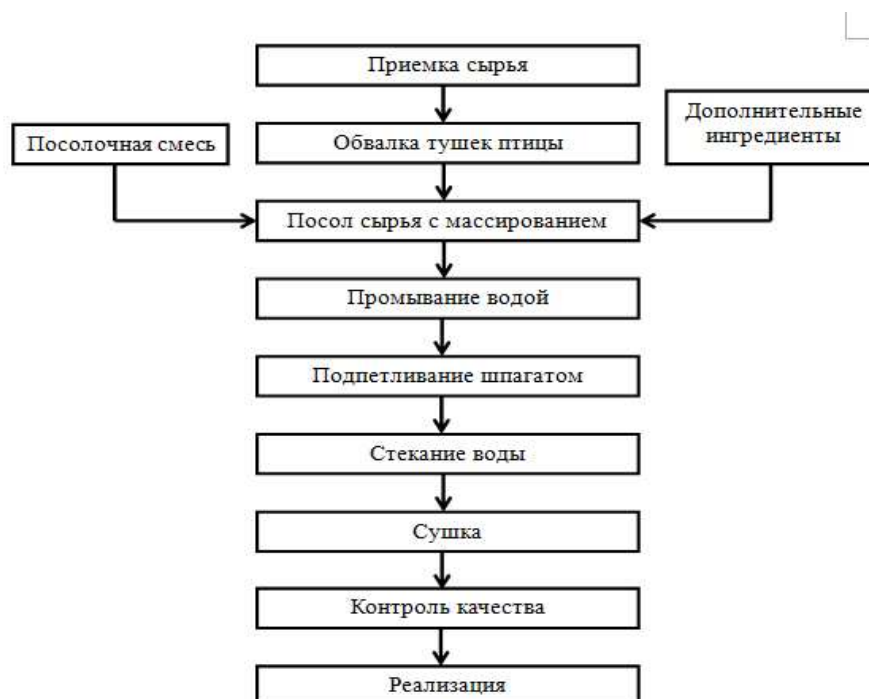 Приемка сырья
Дополнительные
ингредиенты
Посолочная смесь
Обвалка тушек птицы
Посол сырья с массированием
Промывание водой
Подпетливание шпагатом
Стекание воды
Сушка
Контроль качества
Реализация